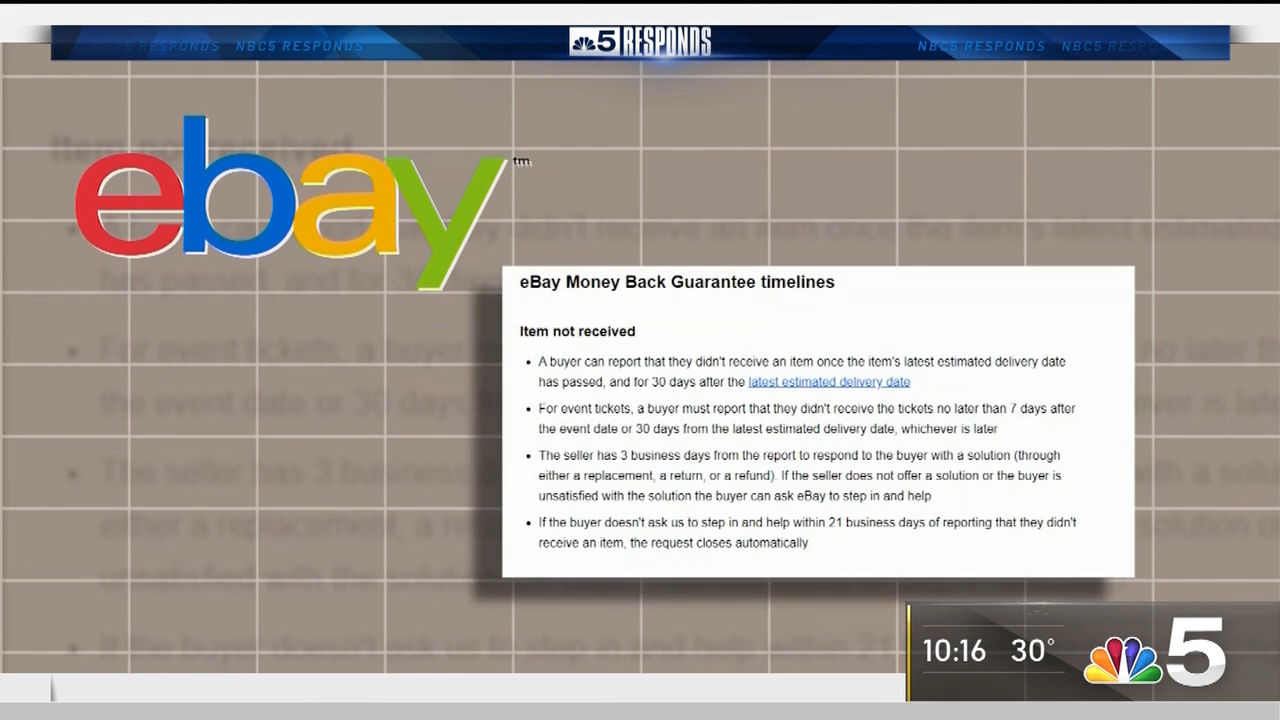 NBC5 RESPONDS NBC5 RESPONDS
5 RESPONDS
NBC5 RESPONDS NBC5 RESPO
ebay™
Item not received
eBay Money Back Guarantee timelines
Item not received
A buyer can report that they didn't receive an item once the item's latest estimated delivery date
has passed, and for 30 days after the latest estimated delivery date
For event tickets, a buyer must report that they didn't receive the tickets no later than 7 days after
the event date or 30 days from the latest estimated delivery date, whichever is later
The seller has 3 business days from the report to respond to the buyer with a solution (through
either a replacement, a return, or a refund). If the seller does not offer a solution or the buyer is
unsatisfied with the solution the buyer can ask eBay to step in and help
If the buyer doesn't ask us to step in and help within 21 business days of reporting that they didn't
receive an item, the request closes automatically
10:16 30°
5